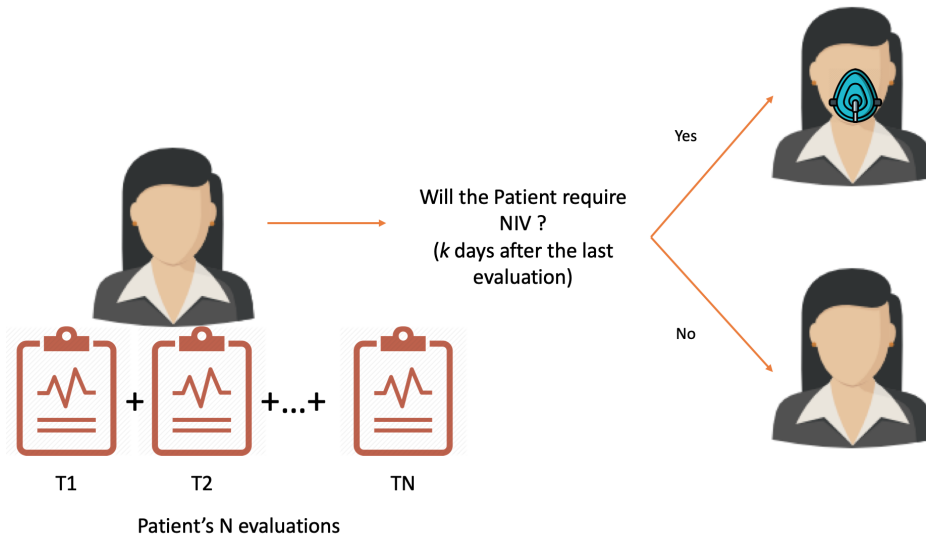 Will the Patient require
NIV ?
(k days after the last
evaluation)
Yes
No
+
+...+
T1
T2
TN
Patient's N evaluations